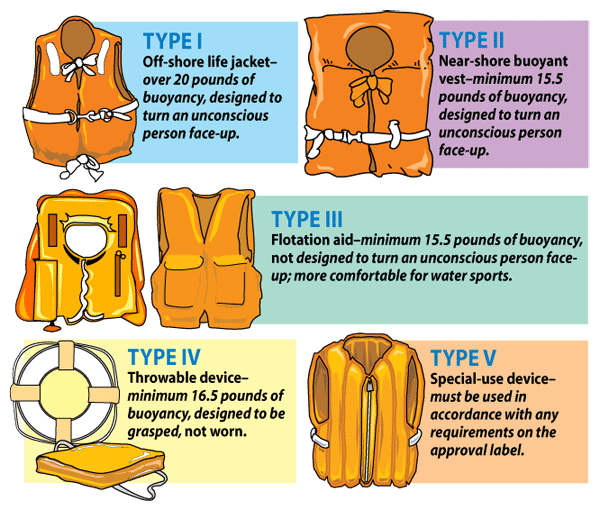 TYPE I
Off-shore life jacket–
over 20 pounds of
buoyancy, designed to
turn an unconscious
person face-up.
TYPE II
Near-shore buoyant
vest–minimum 15.5
pounds of buoyancy,
designed to turn an
unconscious person
face-up.
TYPE III
Flotation aid–minimum 15.5 pounds of buoyancy,
not designed to turn an unconscious person face-
up; more comfortable for water sports.
TYPE IV
Throwable device–
minimum 16.5 pounds of
buoyancy, designed to be
grasped, not worn.
TYPE V
Special-use device–
must be used in
accordance with any
requirements on the
approval label.